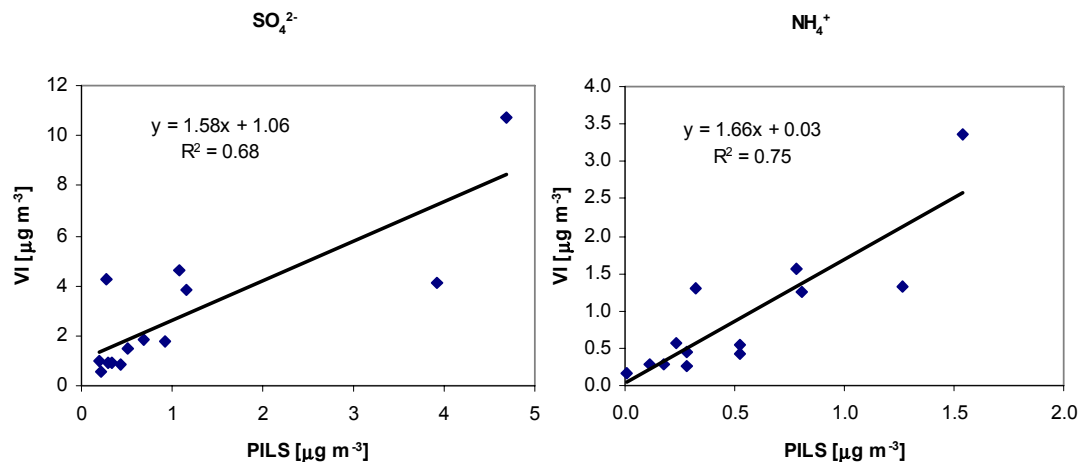 SO₄²⁻
12
10
8
6
4
2
0
0 1 2 3 4 5
y = 1.58x + 1.06
R² = 0.68
VI [µg m⁻³]
PILS [µg m⁻³]
NH₄⁺
4.0
3.5
3.0
2.5
2.0
1.5
1.0
0.5
0.0
0.0 0.5 1.0 1.5 2.0
y = 1.66x + 0.03
R² = 0.75
VI [µg m⁻³]
PILS [µg m⁻³]